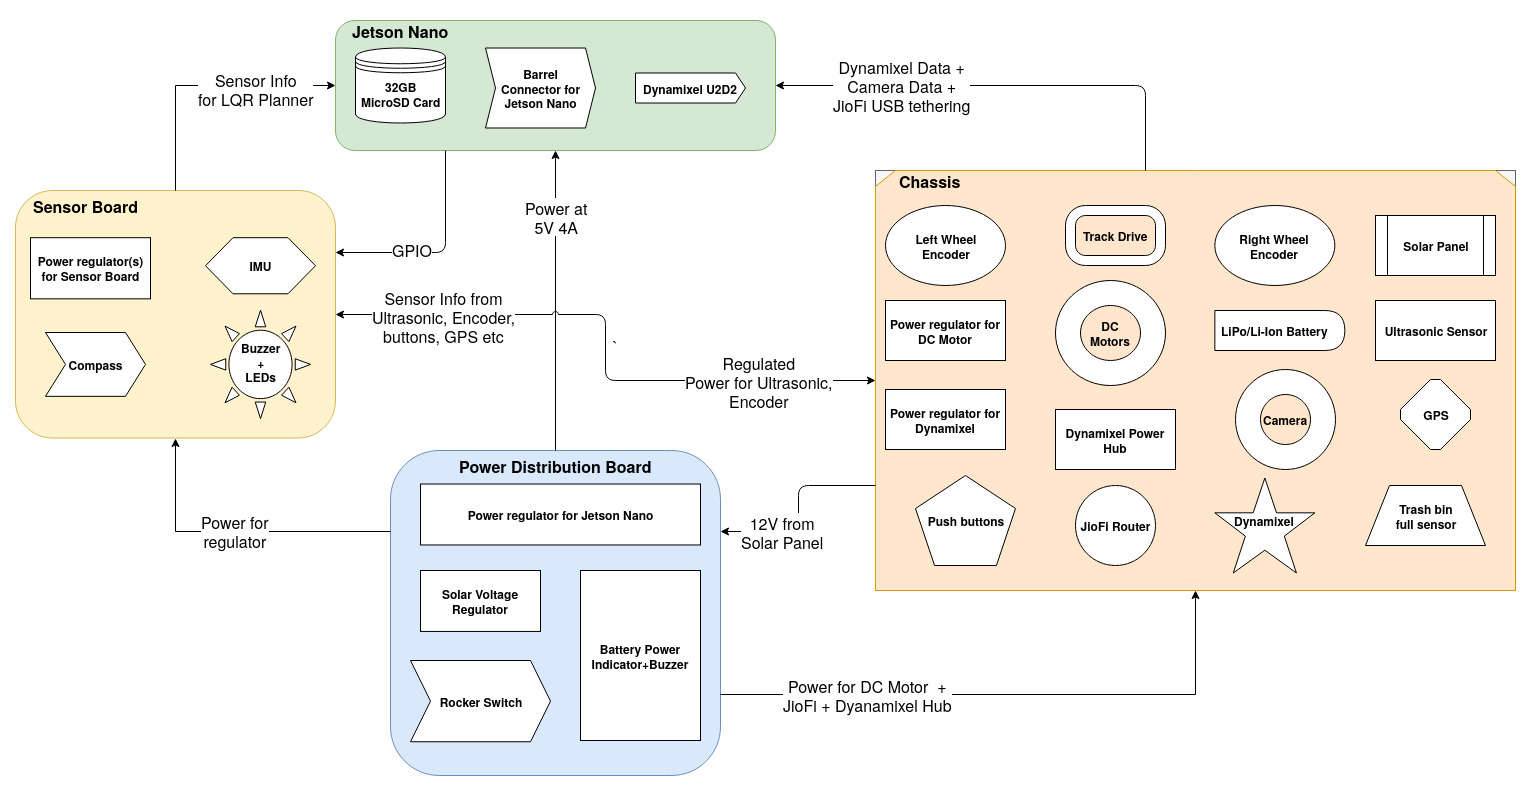 Jetson Nano
32GB
MicroSD Card
Barrel
Connector for
Jetson Nano
Dynamixel U2D2
Sensor Info
for LQR Planner
Dynamixel Data +
Camera Data +
JioFi USB tethering
Power at
5V 4A
GPIO
Sensor Board
Power regulator(s)
for Sensor Board
IMU
Compass
Buzzer
+
LEDs
Sensor Info from
Ultrasonic, Encoder,
buttons, GPS etc
`
Regulated
Power for Ultrasonic,
Encoder
Chassis
Left Wheel
Encoder
Track Drive
Right Wheel
Encoder
Solar Panel
Power regulator for
DC Motor
DC
Motors
LiPo/Li-Ion Battery
Ultrasonic Sensor
Power regulator for
Dynamixel
Dynamixel Power
Hub
Camera
GPS
Push buttons
JioFi Router
Dynamixel
Trash bin
full sensor
Power for
regulator
12V from
Solar Panel
Power Distribution Board
Power regulator for Jetson Nano
Solar Voltage
Regulator
Battery Power
Indicator+Buzzer
Rocker Switch
Power for DC Motor  +
JioFi + Dyanamixel Hub